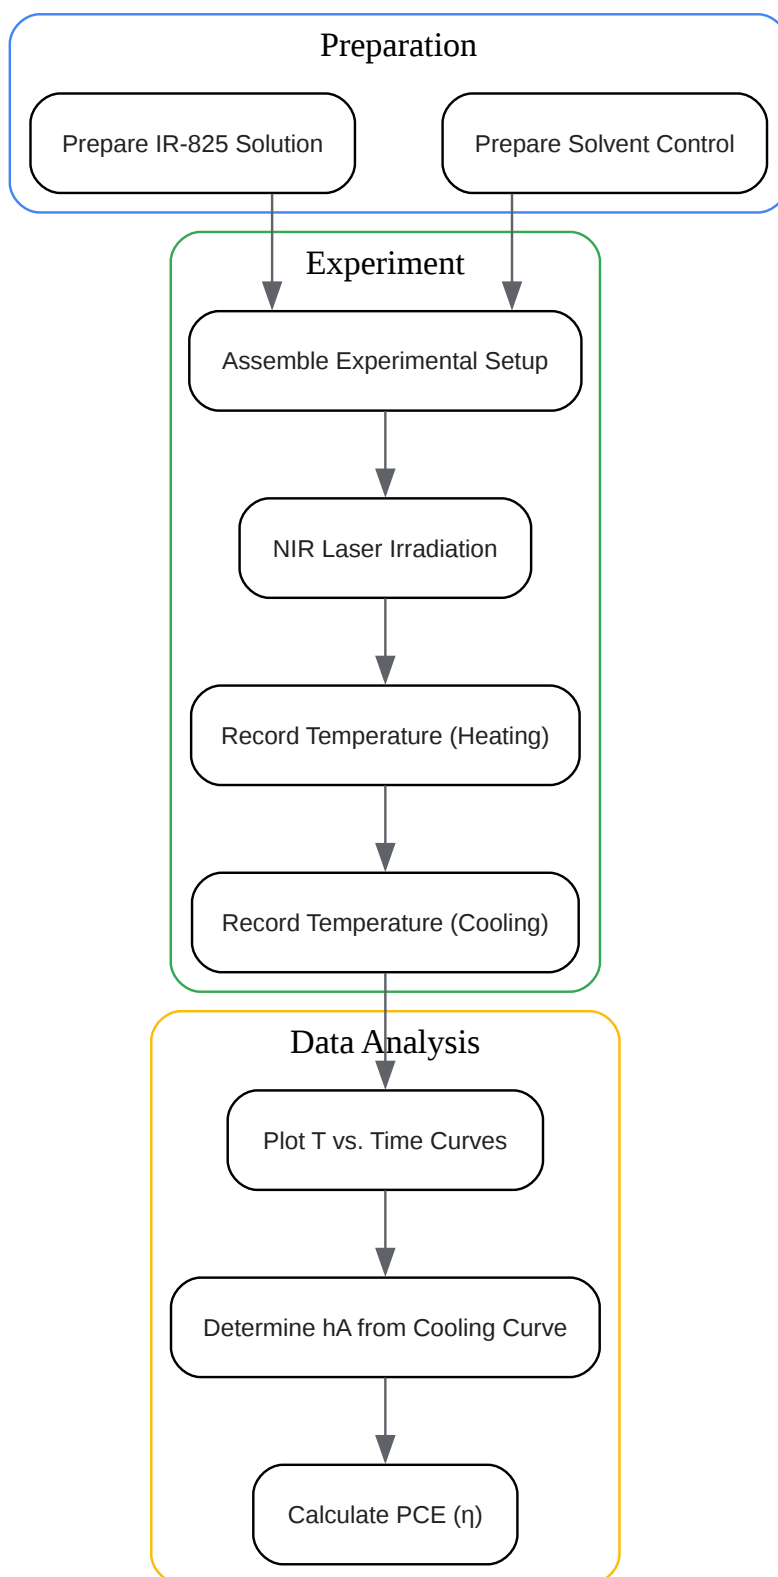 Preparation
Prepare IR-825 Solution
Prepare Solvent Control
Experiment
Assemble Experimental Setup
NIR Laser Irradiation
Record Temperature (Heating)
Record Temperature (Cooling)
Data Analysis
Plot T vs. Time Curves
Determine hA from Cooling Curve
Calculate PCE (η)